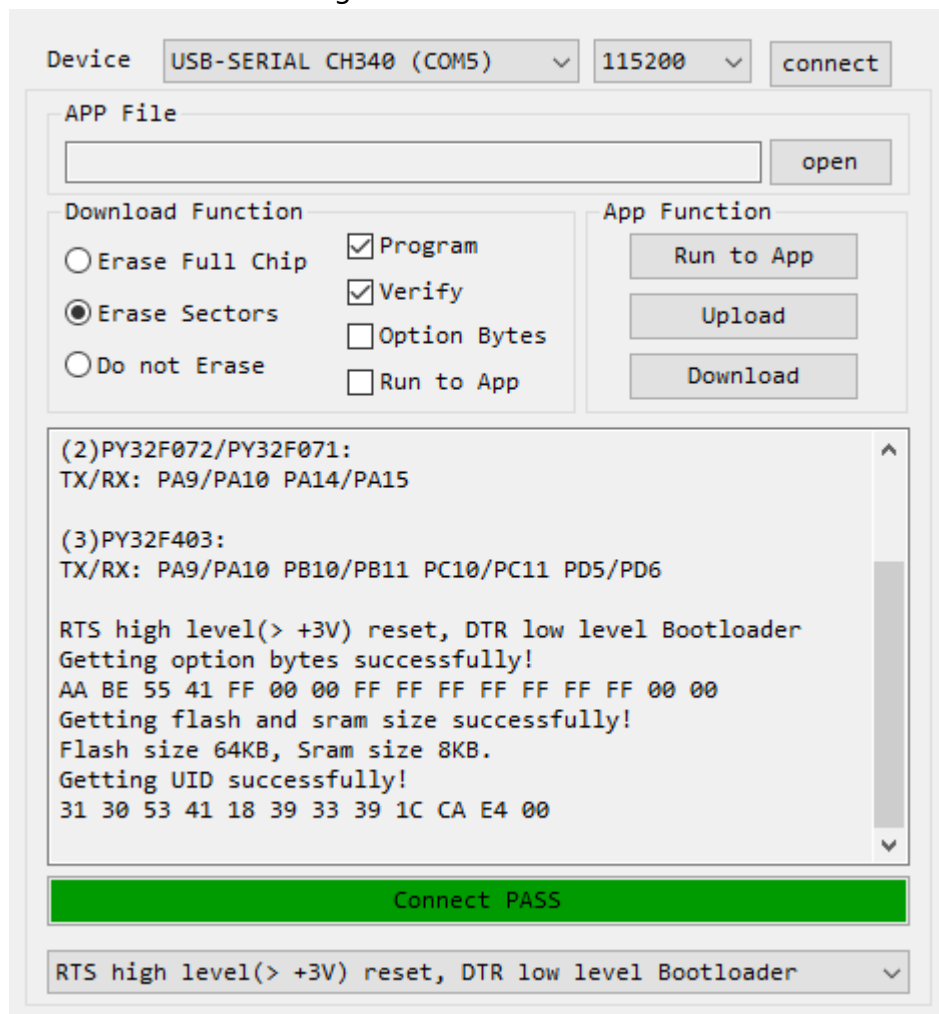 Device USB-SERIAL CH340 (COM5) 115200 connect
APP File
open
Download Function
Erase Full Chip
Erase Sectors
Do not Erase
Program
Verify
Option Bytes
Run to App
App Function
Run to App
Upload
Download
(2)PY32F072/PY32F071:
TX/RX: PA9/PA10 PA14/PA15
(3)PY32F403:
TX/RX: PA9/PA10 PB10/PB11 PC10/PC11 PD5/PD6
RTS high level(> +3V) reset, DTR low level Bootloader
Getting option bytes successfully!
AA BE 55 41 FF 00 00 FF FF FF FF FF FF FF 00 00
Getting flash and sram size successfully!
Flash size 64KB, Sram size 8KB.
Getting UID successfully!
31 30 53 41 18 39 33 39 1C CA E4 00
Connect PASS
RTS high level(> +3V) reset, DTR low level Bootloader